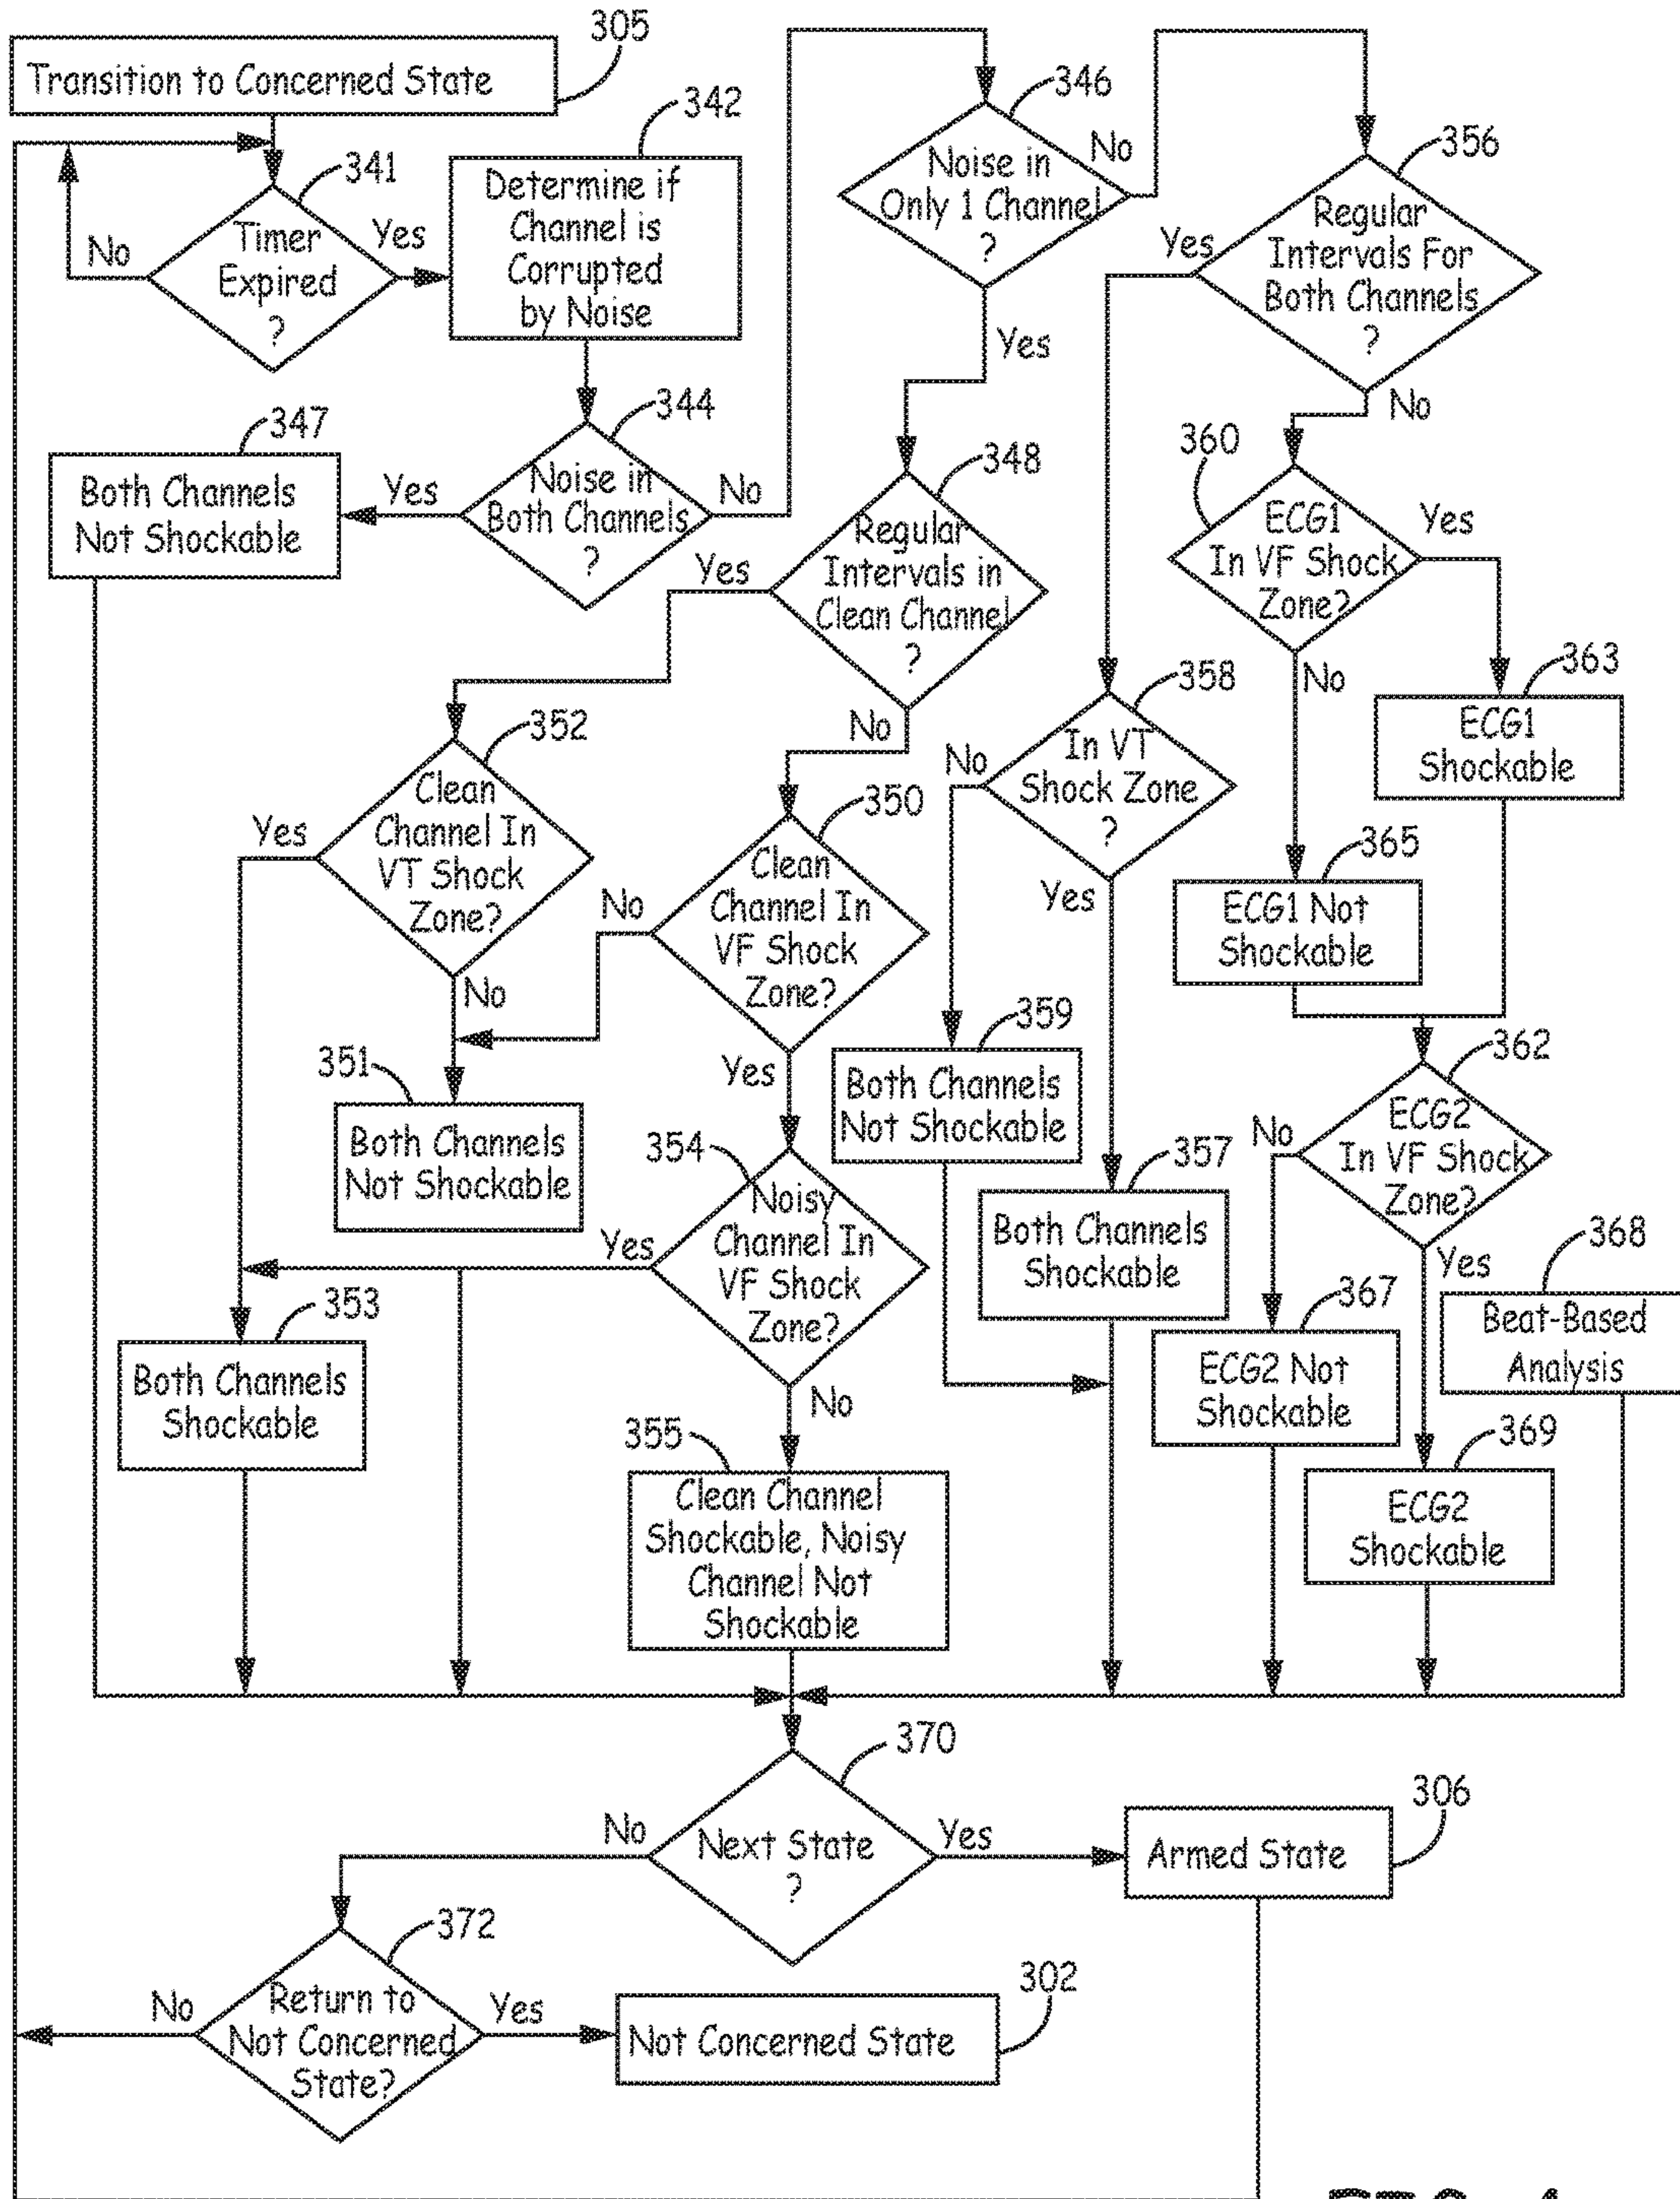 305
Transition to Concerned State
341
Timer
Expired
?
No
Yes
342
Determine if
Channel is
Corrupted
by Noise
344
Noise in
Both Channels
?
Yes
No
347
Both Channels
Not Shockable
346
Noise in
Only 1 Channel
?
No
Yes
356
Regular
Intervals For
Both Channels
?
Yes
No
348
Regular
Intervals in
Clean Channel
?
Yes
No
360
ECG1
In VF Shock
Zone?
Yes
No
363
ECG1
Shockable
358
In VT
Shock Zone
?
No
Yes
352
Clean
Channel In
VT Shock
Zone?
Yes
No
350
Clean
Channel In
VF Shock
Zone?
No
Yes
365
ECG1 Not
Shockable
359
Both Channels
Not Shockable
362
ECG2
In VF Shock
Zone?
No
Yes
351
Both Channels
Not Shockable
354
Noisy
Channel In
VF Shock
Zone?
Yes
No
357
Both Channels
Shockable
368
Beat-Based
Analysis
353
Both Channels
Shockable
367
ECG2 Not
Shockable
355
Clean Channel
Shockable, Noisy
Channel Not
Shockable
369
ECG2
Shockable
370
Next State
?
No
Yes
306
Armed State
372
Return to
Not Concerned
State?
No
Yes
302
Not Concerned State